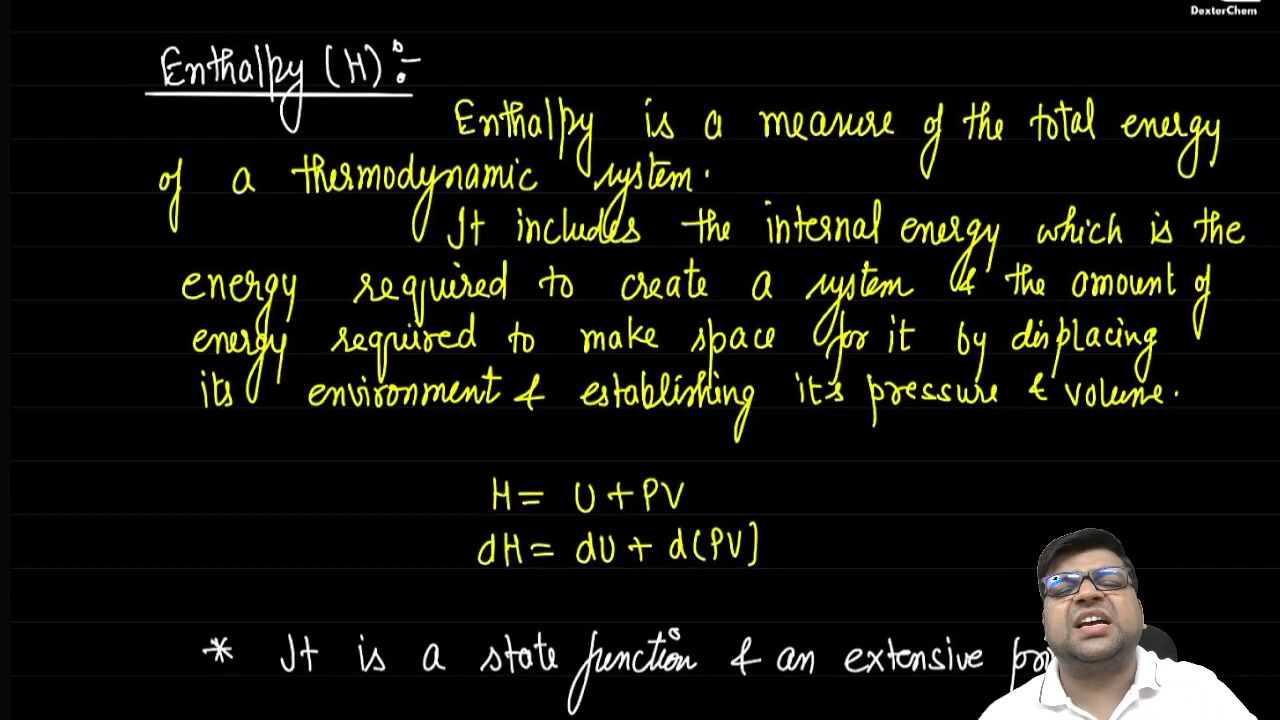 DexterChem
Enthalpy (H) :-
Enthalpy is a measure of the total energy
of a thermodynamic system.
It includes the internal energy which is the
energy required to create a system & the amount of
energy required to make space for it by displacing
its environment & establishing it's pressure & volume.
H = U + PV
dH = dU + d(PV)
* It is a state function & an extensive